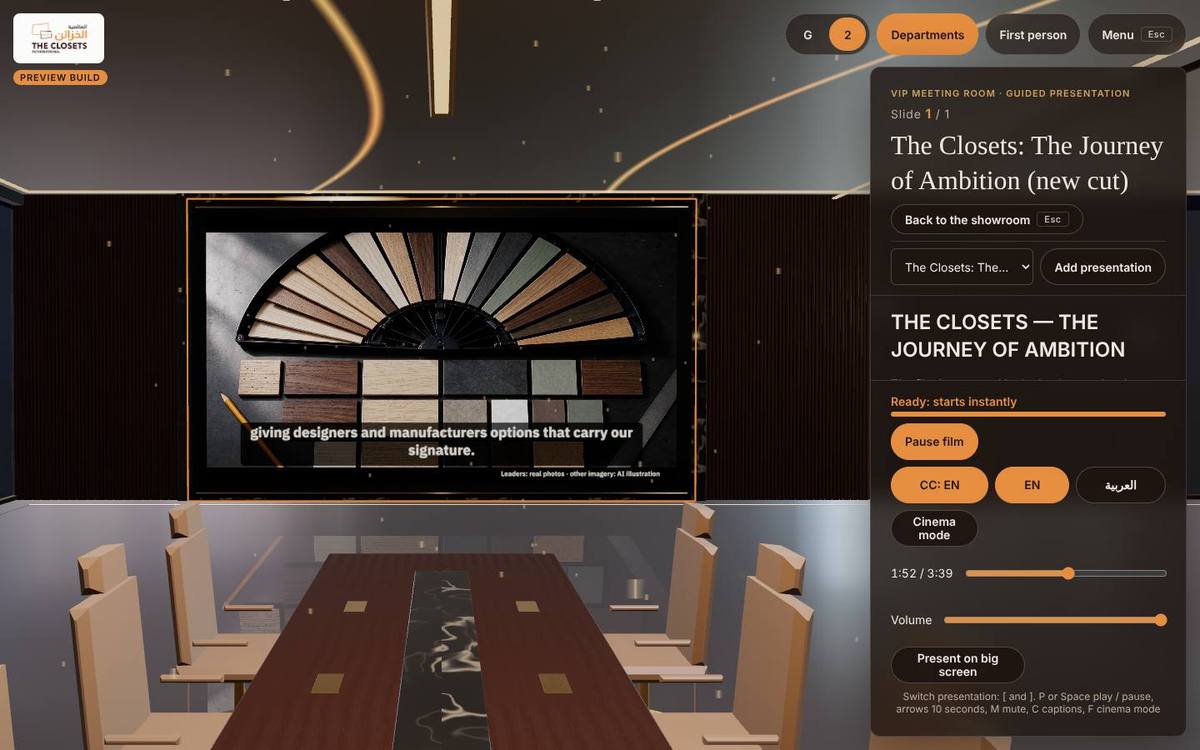 العالمية
الخزائن
THE CLOSETS
PREVIEW BUILD
G
2
Departments
First person
Menu Esc
VIP MEETING ROOM · GUIDED PRESENTATION
Slide 1 / 1
The Closets: The Journey
of Ambition (new cut)
Back to the showroom Esc
The Closets: The...
Add presentation
THE CLOSETS — THE
JOURNEY OF AMBITION
giving designers and manufacturers options that carry our
signature.
Leaders: real photos · other imagery: AI illustration
Ready: starts instantly
Pause film
CC: EN
EN
العربية
Cinema
mode
1:52 / 3:39
Volume
Present on big
screen
Switch presentation: [ and ]. P or Space play / pause,
arrows 10 seconds, M mute, C captions, F cinema mode